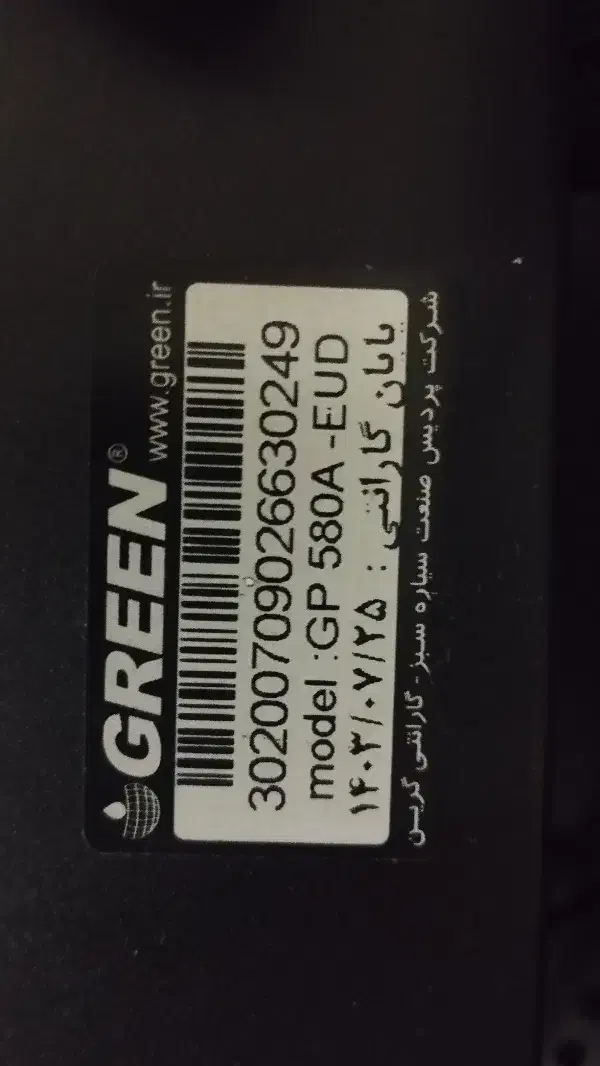 GREEN®
www.green.ir
30200709026630249
model :GP 580A -EUD
پایان گارانتی : ۱۴۰۳/۰۷/۲۵
شرکت پردیس صنعت سیاره سبز - گارانتی گرین